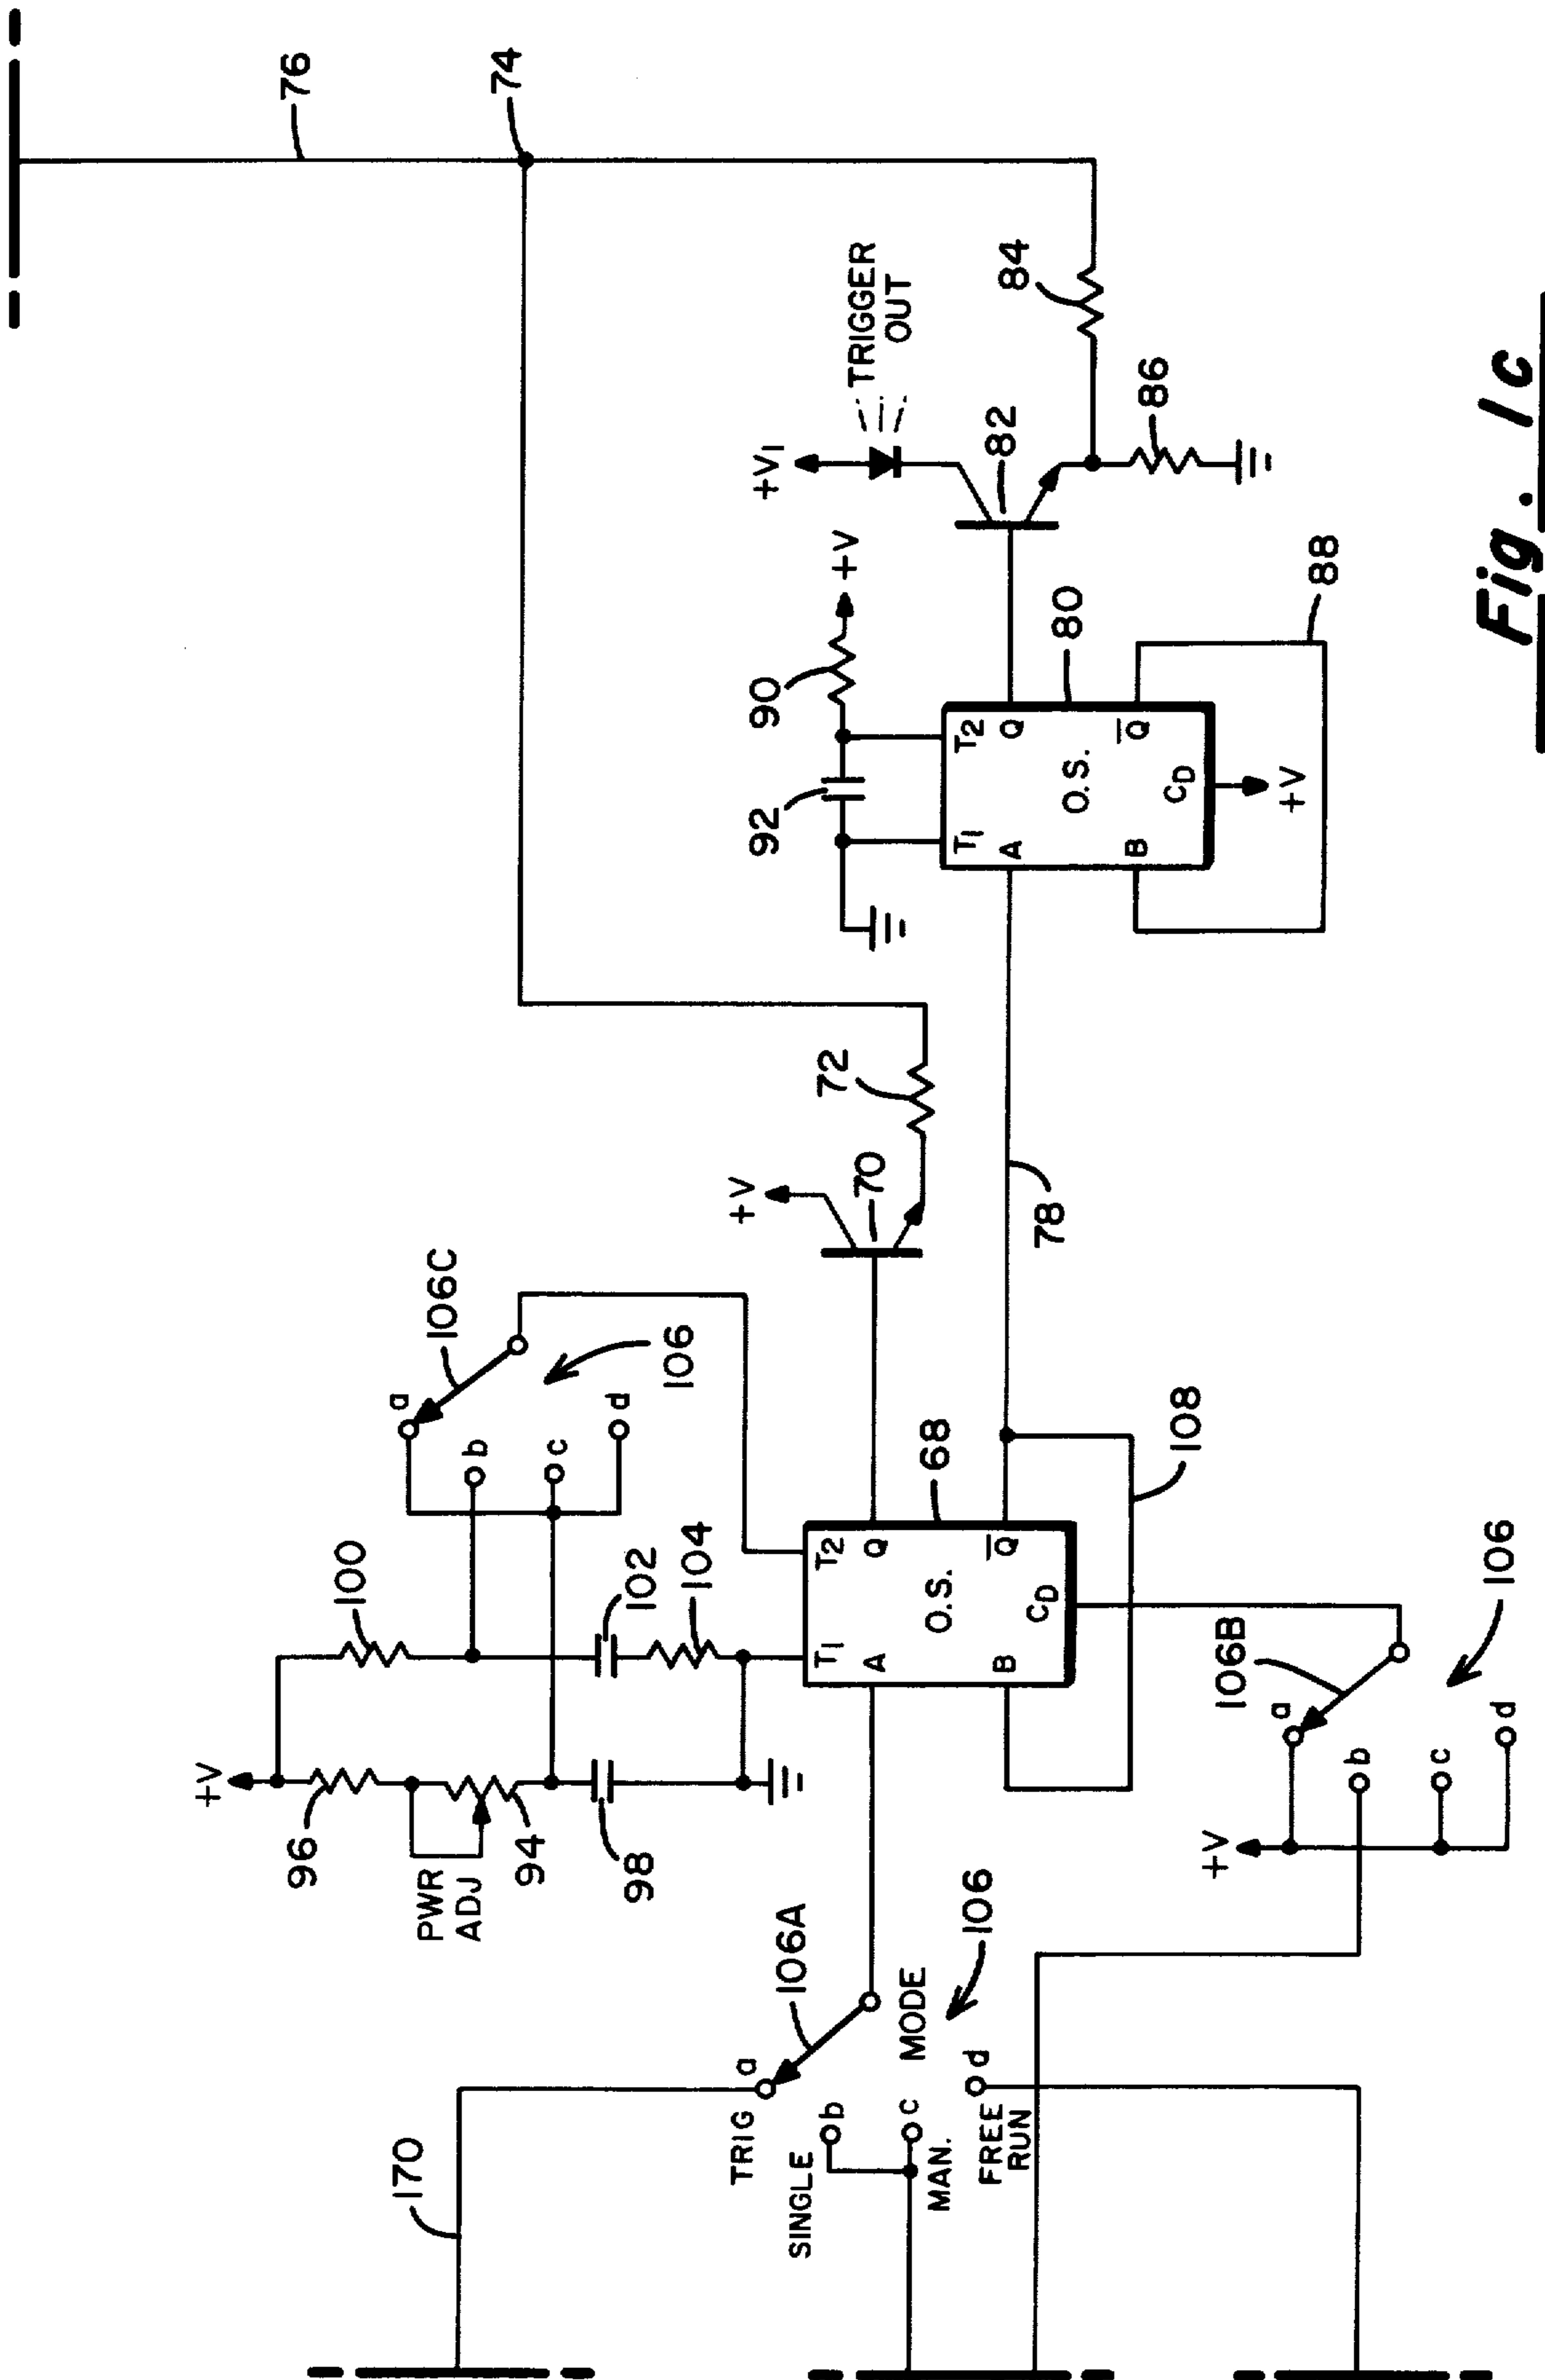 76
74
+V
106C
a
b
c
d
106
100
102
104
+V
96
PWR
ADJ
94
98
170
TRIG
a
106A
SINGLE
b
c
MAN.
MODE
106
d
FREE
RUN
T1
T2
A
Q
O.S.
B
CD
Q
68
108
+V
70
72
78
90
+V
92
T1
T2
A
Q
O.S.
B
CD
Q
80
+V
88
+V1
TRIGGER
OUT
82
84
86
+V
a
106B
b
c
d
106
Fig. 1c